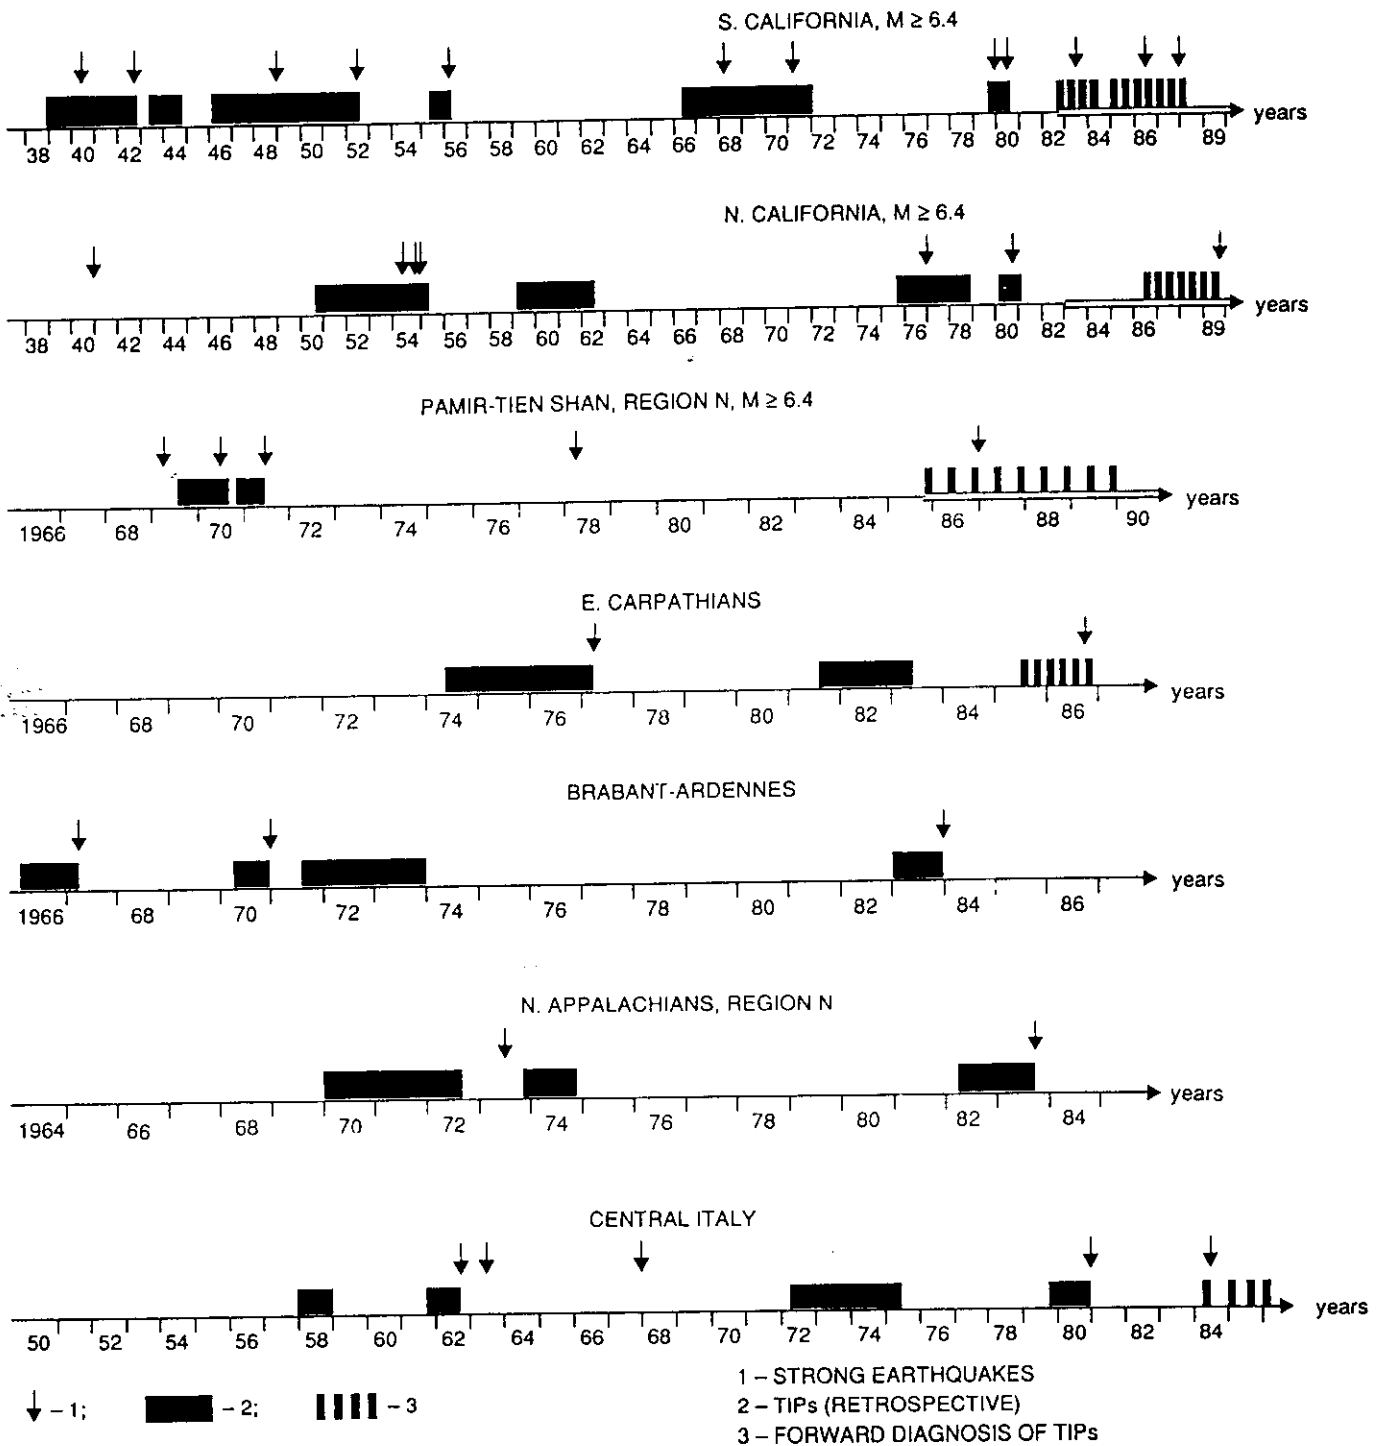 S. CALIFORNIA, M ≥ 6.4
years
38 40 42 44 46 48 50 52 54 56 58 60 62 64 66 68 70 72 74 76 78 80 82 84 86 89
N. CALIFORNIA, M ≥ 6.4
years
38 40 42 44 46 48 50 52 54 56 58 60 62 64 66 68 70 72 74 76 78 80 82 84 86 89
PAMIR-TIEN SHAN, REGION N, M ≥ 6.4
years
1966 68 70 72 74 76 78 80 82 84 86 88 90
E. CARPATHIANS
years
1966 68 70 72 74 76 78 80 82 84 86
BRABANT-ARDENNES
years
1966 68 70 72 74 76 78 80 82 84 86
N. APPALACHIANS, REGION N
years
1964 66 68 70 72 74 76 78 80 82 84
CENTRAL ITALY
years
50 52 54 56 58 60 62 64 66 68 70 72 74 76 78 80 82 84
1 – STRONG EARTHQUAKES
– 1; – 2; – 3
2 – TIPs (RETROSPECTIVE)
3 – FORWARD DIAGNOSIS OF TIPs